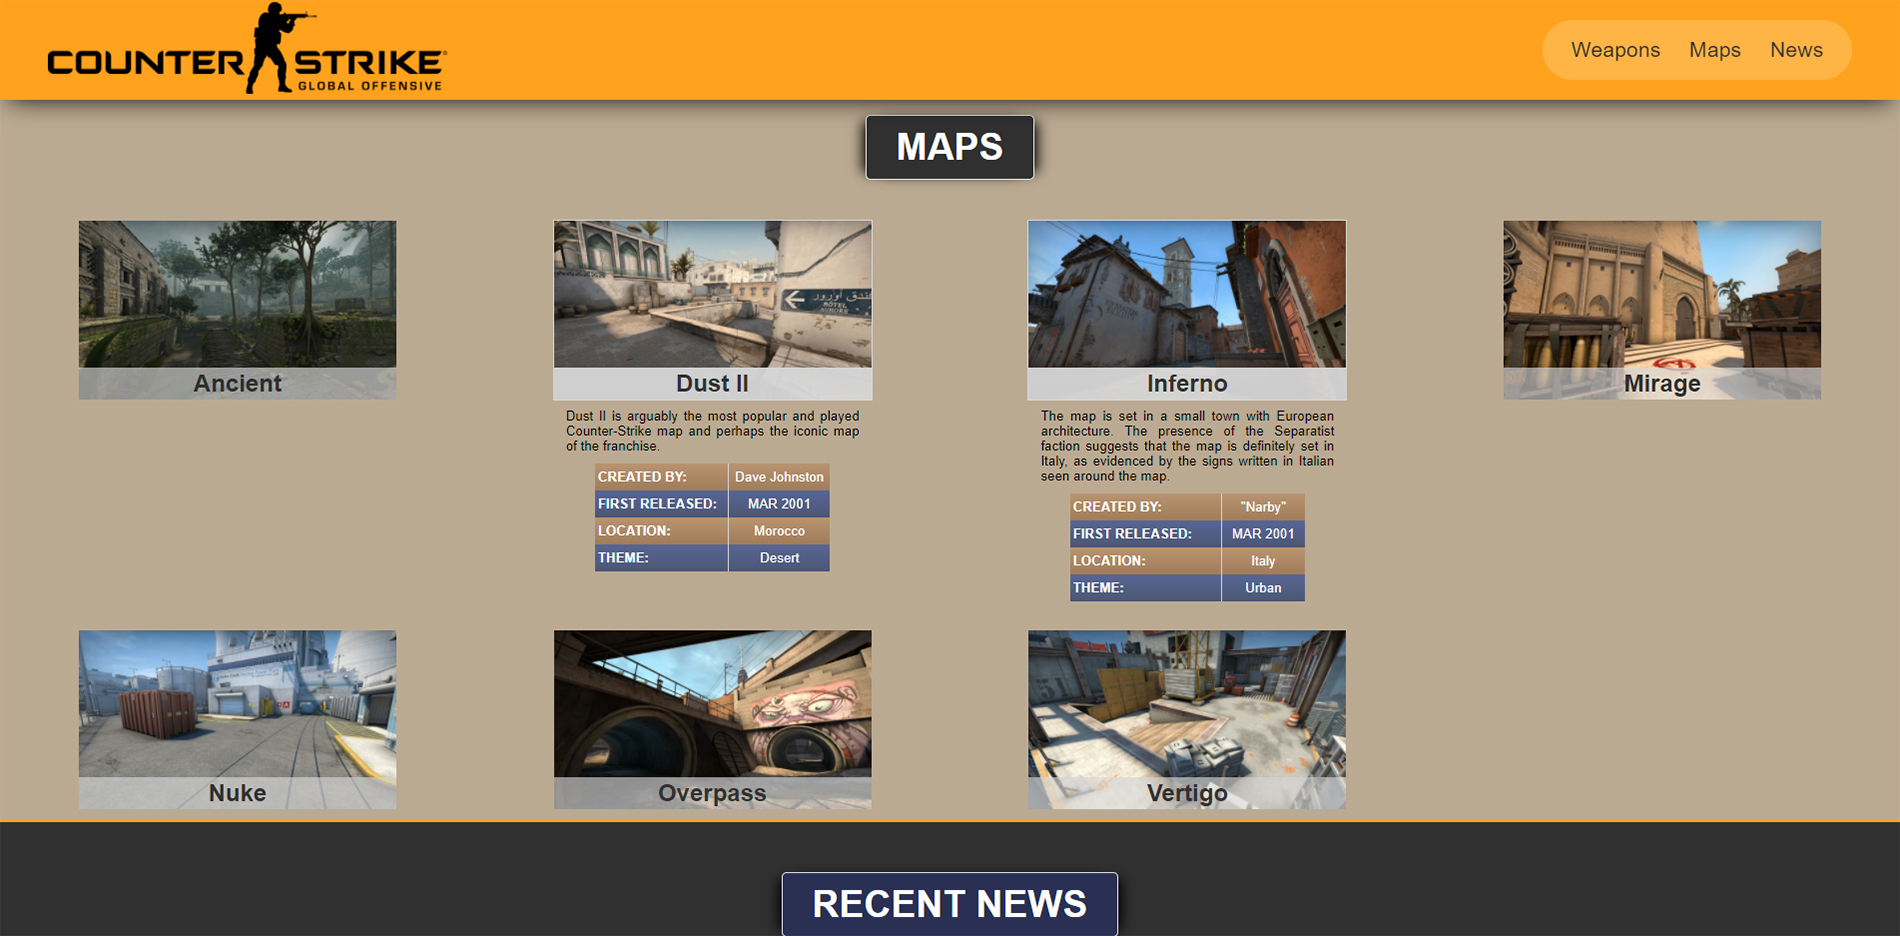 COUNTER STRIKE
GLOBAL OFFENSIVE
Weapons Maps News
MAPS
فندق أورور
HOTEL
AURORE
Ancient
Dust II
Inferno
Mirage
Dust II is arguably the most popular and played
Counter-Strike map and perhaps the iconic map
of the franchise.
CREATED BY: Dave Johnston
FIRST RELEASED: MAR 2001
LOCATION: Morocco
THEME: Desert
The map is set in a small town with European
architecture. The presence of the Separatist
faction suggests that the map is definitely set in
Italy, as evidenced by the signs written in Italian
seen around the map.
CREATED BY: "Narby"
FIRST RELEASED: MAR 2001
LOCATION: Italy
THEME: Urban
A
51
Nuke
Overpass
Vertigo
RECENT NEWS